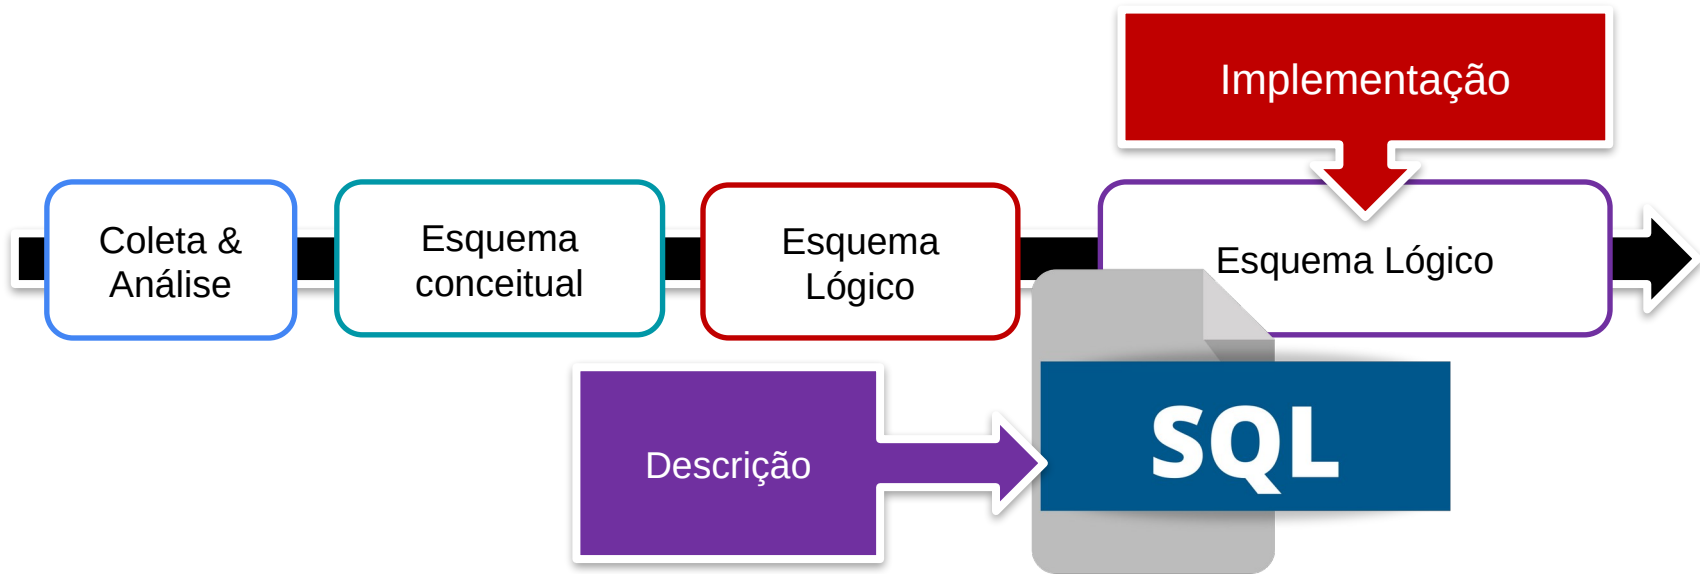 Implementação
Coleta &
Análise
Esquema
conceitual
Esquema
Lógico
Esquema Lógico
Descrição
SQL